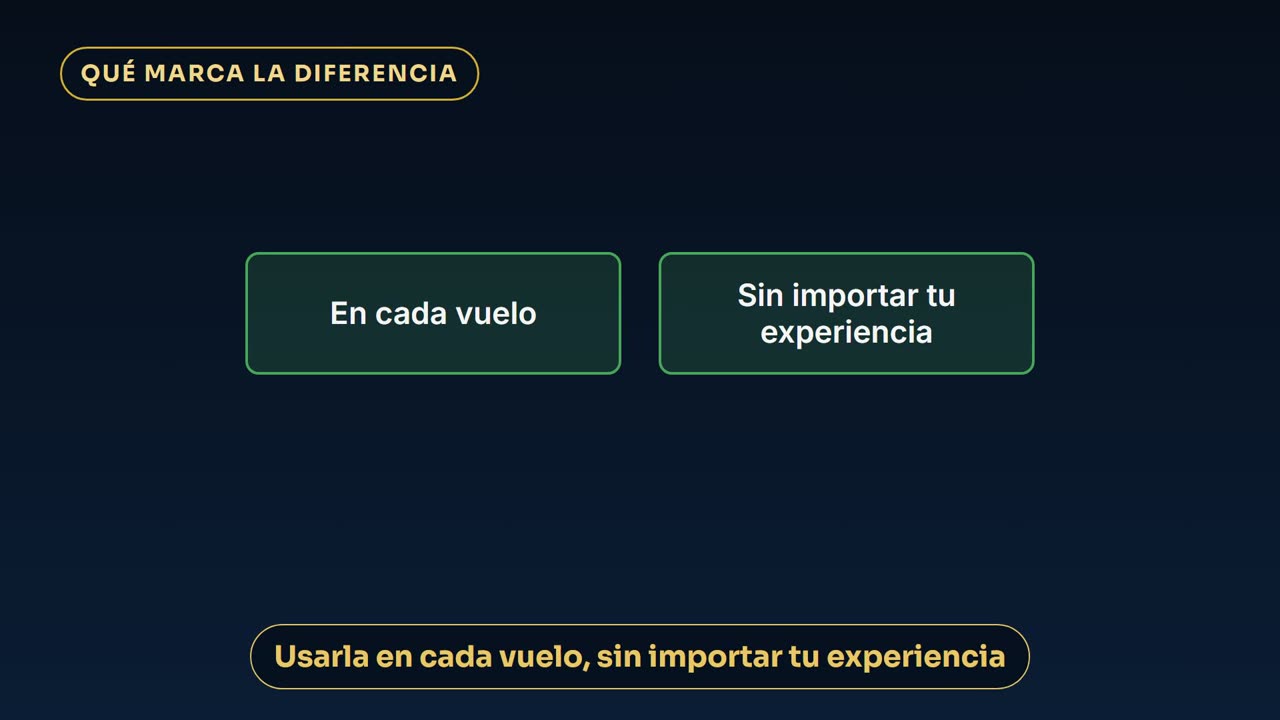 QUÉ MARCA LA DIFERENCIA
En cada vuelo
Sin importar tu
experiencia
Usarla en cada vuelo, sin importar tu experiencia